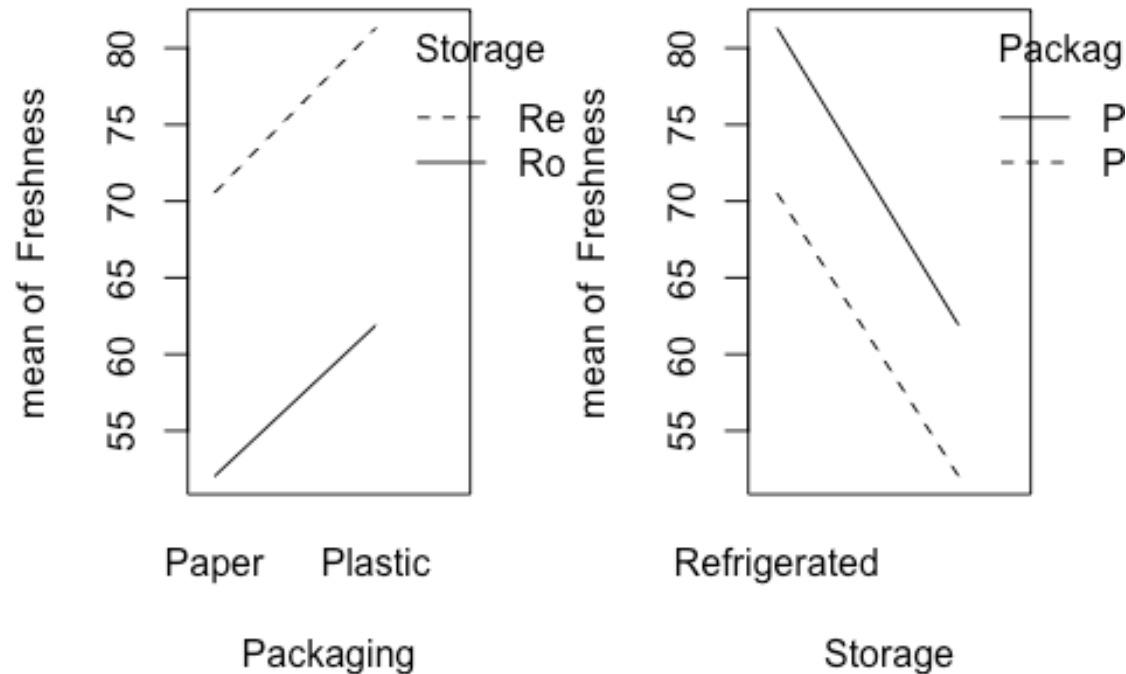 mean of Freshness
80
75
70
65
60
55
Storage
Re
Ro
Paper Plastic
Packaging
mean of Freshness
80
75
70
65
60
55
Packag
P
P
Refrigerated
Storage